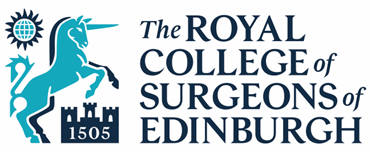 The ROYAL
COLLEGE of
SURGEONS of
EDINBURGH
1505